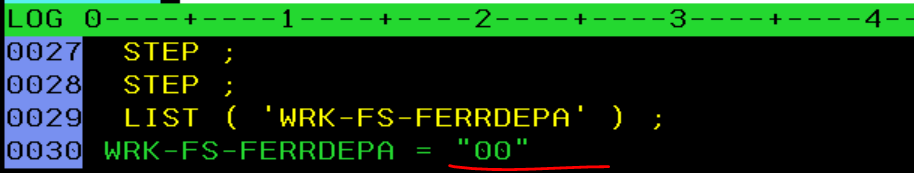 LOG 0----+----1----+----2----+----3----+----4--
0027 STEP ;
0028 STEP ;
0029 LIST ( 'WRK-FS-FERRDEPA' ) ;
0030 WRK-FS-FERRDEPA = "00"